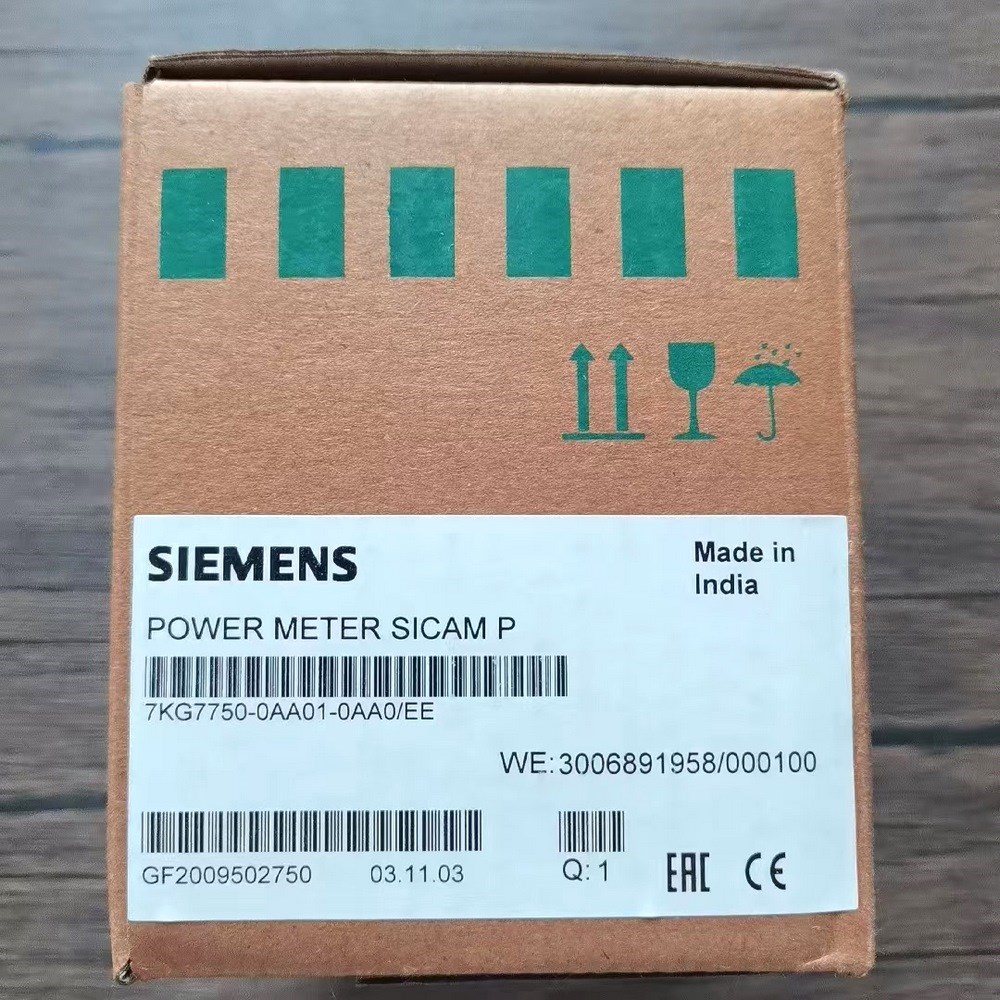 SIEMENS
Made in
India
POWER METER SICAM P
7KG7750-0AA01-0AA0/EE
WE:3006891958/000100
GF2009502750 03.11.03 Q: 1
EAC CE